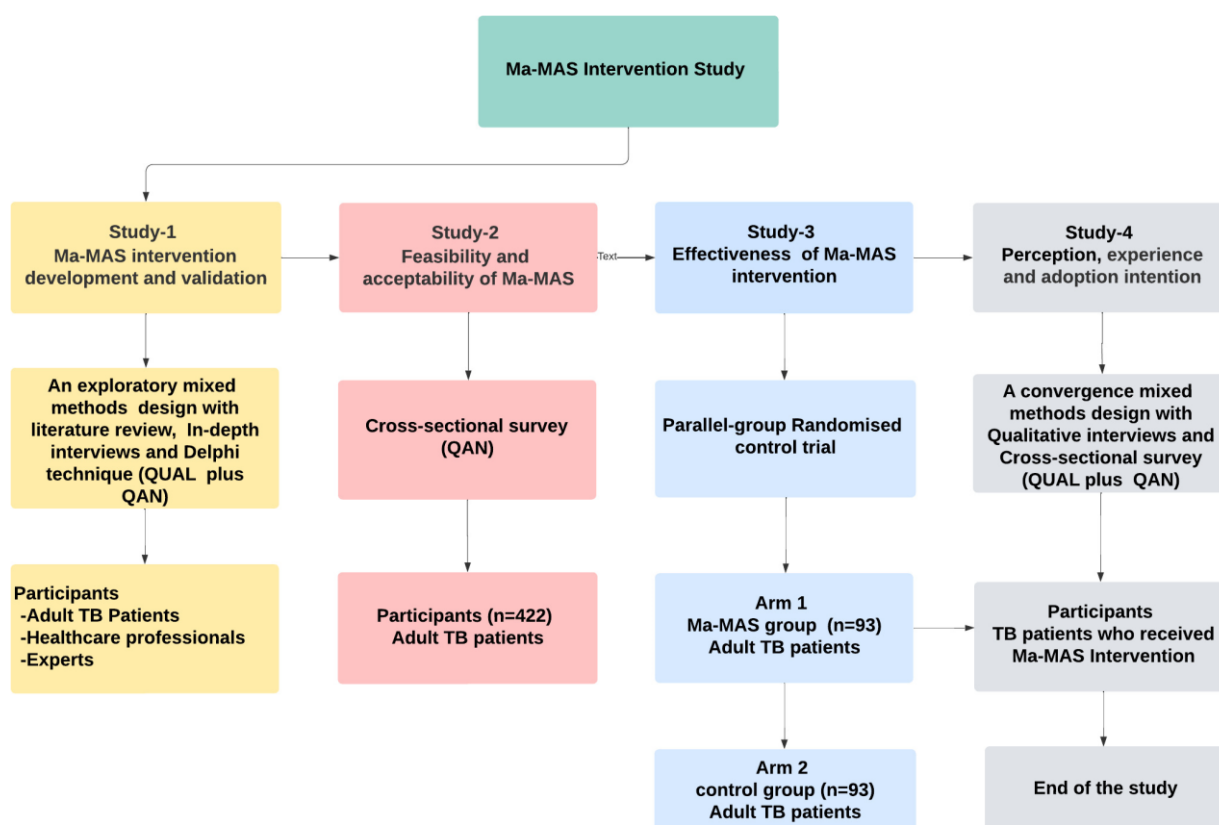 Ma-MAS Intervention Study
Study-1
Ma-MAS intervention
development and validation
Study-2
Feasibility and
acceptability of Ma-MAS
Text
Study-3
Effectiveness of Ma-MAS
intervention
Study-4
Perception, experience
and adoption intention
An exploratory mixed
methods design with
literature review, In-depth
interviews and Delphi
technique (QUAL plus
QAN)
Cross-sectional survey
(QAN)
Parallel-group Randomised
control trial
A convergence mixed
methods design with
Qualitative interviews and
Cross-sectional survey
(QUAL plus QAN)
Participants
-Adult TB Patients
-Healthcare professionals
-Experts
Participants (n=422)
Adult TB patients
Arm 1
Ma-MAS group (n=93)
Adult TB patients
Participants
TB patients who received
Ma-MAS Intervention
Arm 2
control group (n=93)
Adult TB patients
End of the study